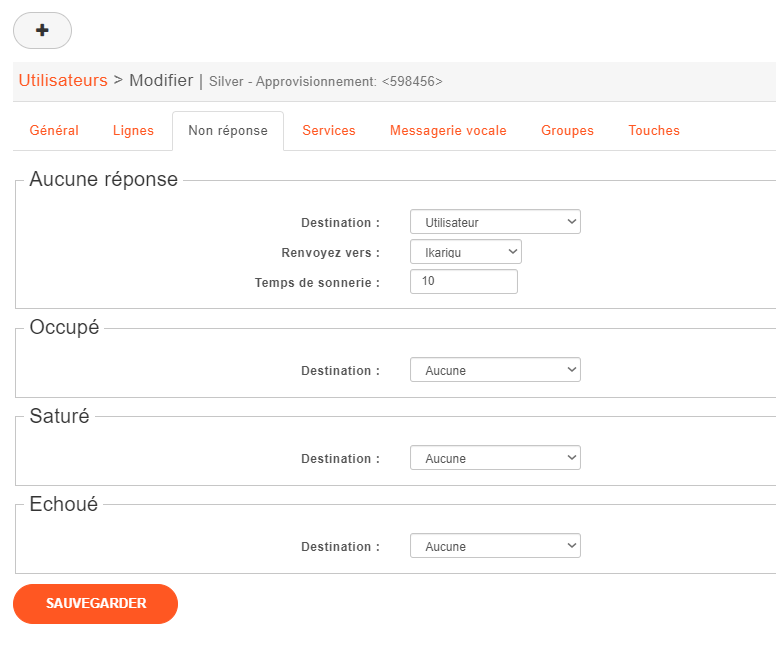 Utilisateurs > Modifier | Silver - Approvisionnement: <598456>
Général Lignes Non réponse Services Messagerie vocale Groupes Touches
Aucune réponse
Destination : Utilisateur
Renvoyez vers : Ikariqu
Temps de sonnerie : 10
Occupé
Destination : Aucune
Saturé
Destination : Aucune
Echoué
Destination : Aucune
SAUVEGARDER